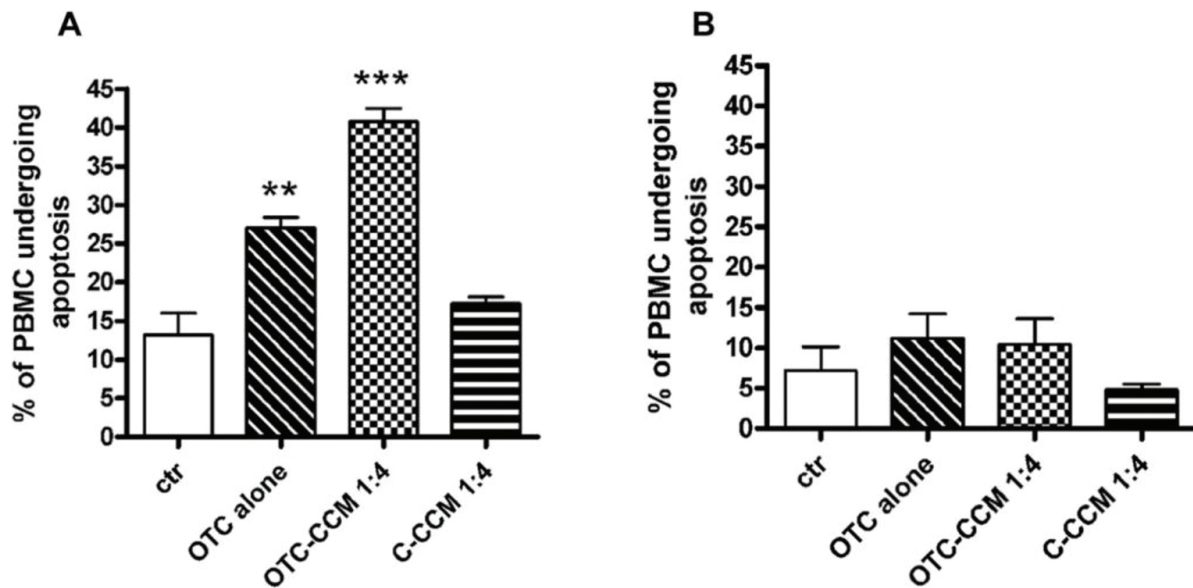 A
% of PBMC undergoing
apoptosis
45
40
35
30
25
20
15
10
5
0
**
***
ctr
OTC alone
OTC-CCM 1:4
C-CCM 1:4
B
% of PBMC undergoing
apoptosis
45
40
35
30
25
20
15
10
5
0
ctr
OTC alone
OTC-CCM 1:4
C-CCM 1:4